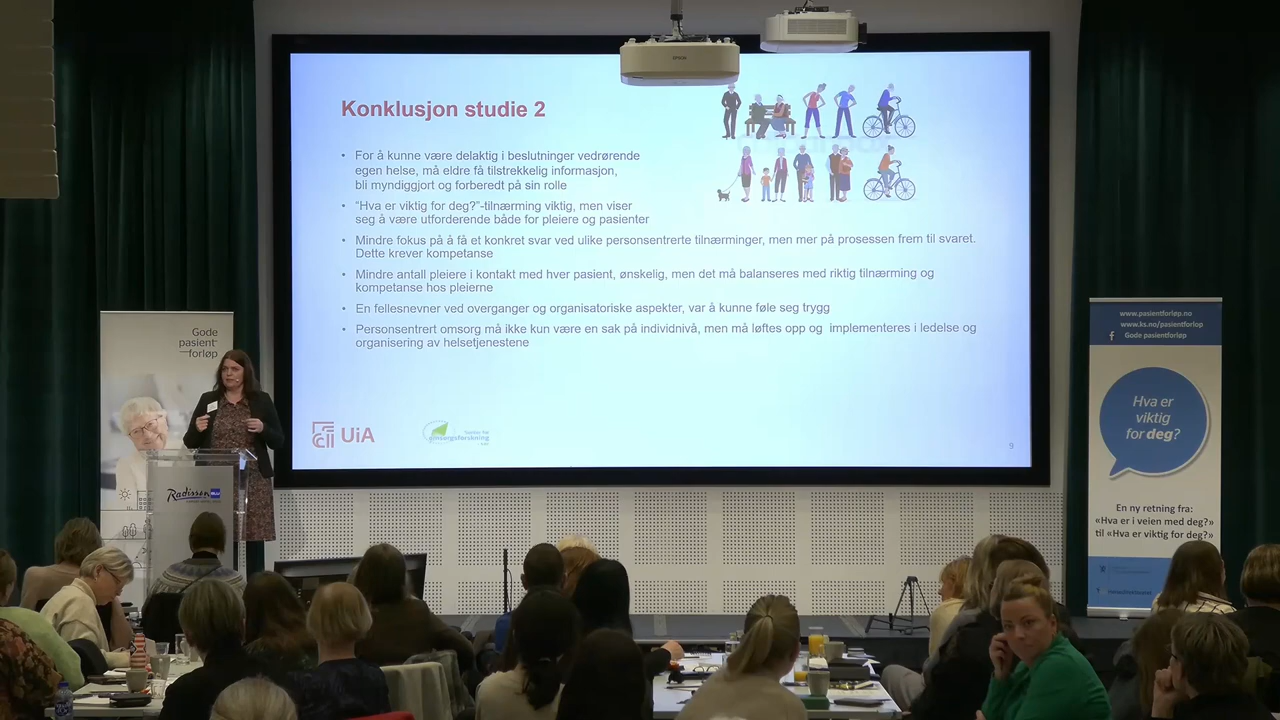 EPSON
Konklusjon studie 2
• For å kunne være delaktig i beslutninger vedrørende
egen helse, må eldre få tilstrekkelig informasjon,
bli myndiggjort og forberedt på sin rolle
• "Hva er viktig for deg?"-tilnærming viktig, men viser
seg å være utfordrende både for pleiere og pasienter
• Mindre fokus på å få et konkret svar ved ulike personsentrerte tilnærminger, men mer på prosessen frem til svaret.
Dette krever kompetanse
• Mindre antall pleiere i kontakt med hver pasient, ønskelig, men det må balanseres med riktig tilnærming og
kompetanse hos pleierne
• En fellesnevner ved overganger og organisatoriske aspekter, var å kunne føle seg trygg
• Personsentrert omsorg må ikke kun være en sak på individnivå, men må løftes opp og implementeres i ledelse og
organisering av helsetjenestene
UiA
omsorgsforskning
9
Gode
pasient-
forløp
Radisson BLU
www.pasientforløp.no
www.ks.no/pasientforlop
f Gode pasientforløp
Hva er
viktig
for deg?
En ny retning fra:
«Hva er i veien med deg?»
til «Hva er viktig for deg?»